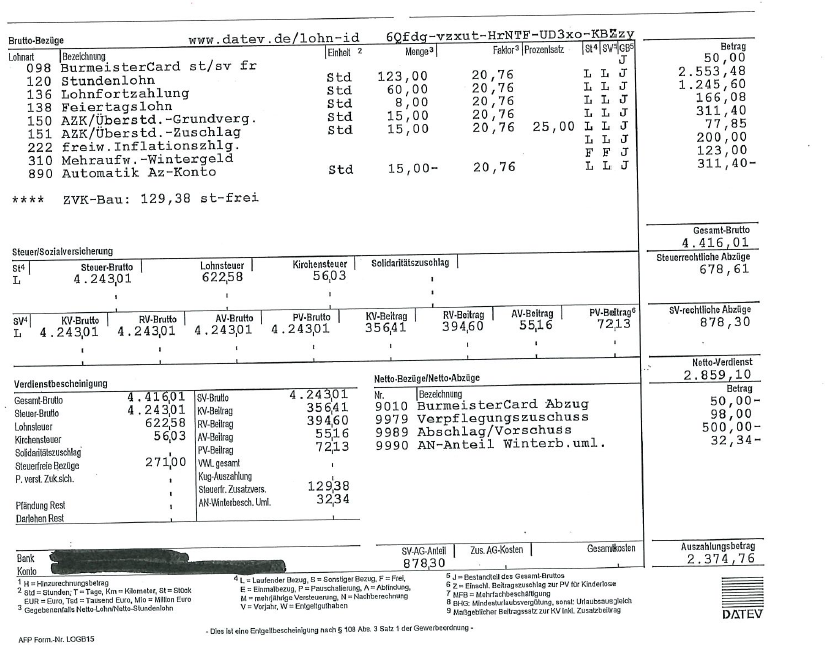 www.datev.de/lohn-id 6Qfdg-vzxut-HrNTF-UD3xo-KBZzy
Brutto-Bezüge
Lohnart Bezeichnung Einheit 2 Menge3 Faktor3 Prozentsatz St4 SV3 GB5 Betrag
098 BurmeisterCard st/sv fr J 50,00
120 Stundenlohn Std 123,00 20,76 L L J 2.553,48
136 Lohnfortzahlung Std 60,00 20,76 L L J 1.245,60
138 Feiertagslohn Std 8,00 20,76 L L J 166,08
150 AZK/Überstd.-Grundverg. Std 15,00 20,76 L L J 311,40
151 AZK/Überstd.-Zuschlag Std 15,00 20,76 25,00 L L J 77,85
222 freiw.Inflationszhlg. L L J 200,00
310 Mehraufw.-Wintergeld F F J 123,00
890 Automatik Az-Konto Std 15,00- 20,76 L L J 311,40-
**** ZVK-Bau: 129,38 st-frei
Gesamt-Brutto
4.416,01
Steuer/Sozialversicherung
St4 Steuer-Brutto Lohnsteuer Kirchensteuer Solidaritätszuschlag Steuerrechtliche Abzüge
L 4.243,01 622,58 56,03 678,61
SV4 KV-Brutto RV-Brutto AV-Brutto PV-Brutto KV-Beitrag RV-Beitrag AV-Beitrag PV-Beitrag6 SV-rechtliche Abzüge
L 4.243,01 4.243,01 4.243,01 4.243,01 356,41 394,60 55,16 72,13 878,30
Netto-Verdienst
2.859,10
Verdienstbescheinigung
Gesamt-Brutto 4.416,01
Steuer-Brutto 4.243,01
Lohnsteuer 622,58
Kirchensteuer 56,03
Solidaritätszuschlag
Steuerfreie Bezüge 271,00
P. verst. Zuk.sich.
Pfändung Rest
Darlehen Rest
SV-Brutto 4.243,01
KV-Beitrag 356,41
RV-Beitrag 394,60
AV-Beitrag 55,16
PV-Beitrag 72,13
VWL gesamt
Kug-Auszahlung
Steuerfr. Zusatzvers. 129,38
AN-Winterbesch. Uml. 32,34
Netto-Bezüge/Netto-Abzüge
Nr. Bezeichnung Betrag
9010 BurmeisterCard Abzug 50,00-
9979 Verpflegungszuschuss 98,00
9989 Abschlag/Vorschuss 500,00-
9990 AN-Anteil Winterb.uml. 32,34-
Bank
Konto
SV-AG-Anteil Zus. AG-Kosten Gesamtkosten Auszahlungsbetrag
878,30 2.374,76
1 H = Hinzurechnungsbetrag
2 Std = Stunden; T = Tage, Km = Kilometer, St = Stück
EUR = Euro, Tsd = Tausend Euro, Mio = Million Euro
3 Gegebenenfalls Netto-Lohn/Netto-Stundenlohn
4 L = Laufender Bezug, S = Sonstiger Bezug, F = Frei,
E = Einmalbezug, P = Pauschalierung, A = Abfindung,
M = mehrjährige Versteuerung, N = Nachberechnung
V = Vorjahr, W = Entgeltguthaben
5 J = Bestandteil des Gesamt-Bruttos
6 Z = Einschl. Beitragszuschlag zur PV für Kinderlose
7 MFB = Mehrfachbeschäftigung
8 BHG: Mindesturlaubsvergütung, sonst: Urlaubsausgleich
9 Maßgeblicher Beitragssatz zur KV inkl. Zusatzbeitrag
DATEV
- Dies ist eine Entgeltbescheinigung nach § 108 Abs. 3 Satz 1 der Gewerbeordnung -
AFP Form.-Nr. LOGB15